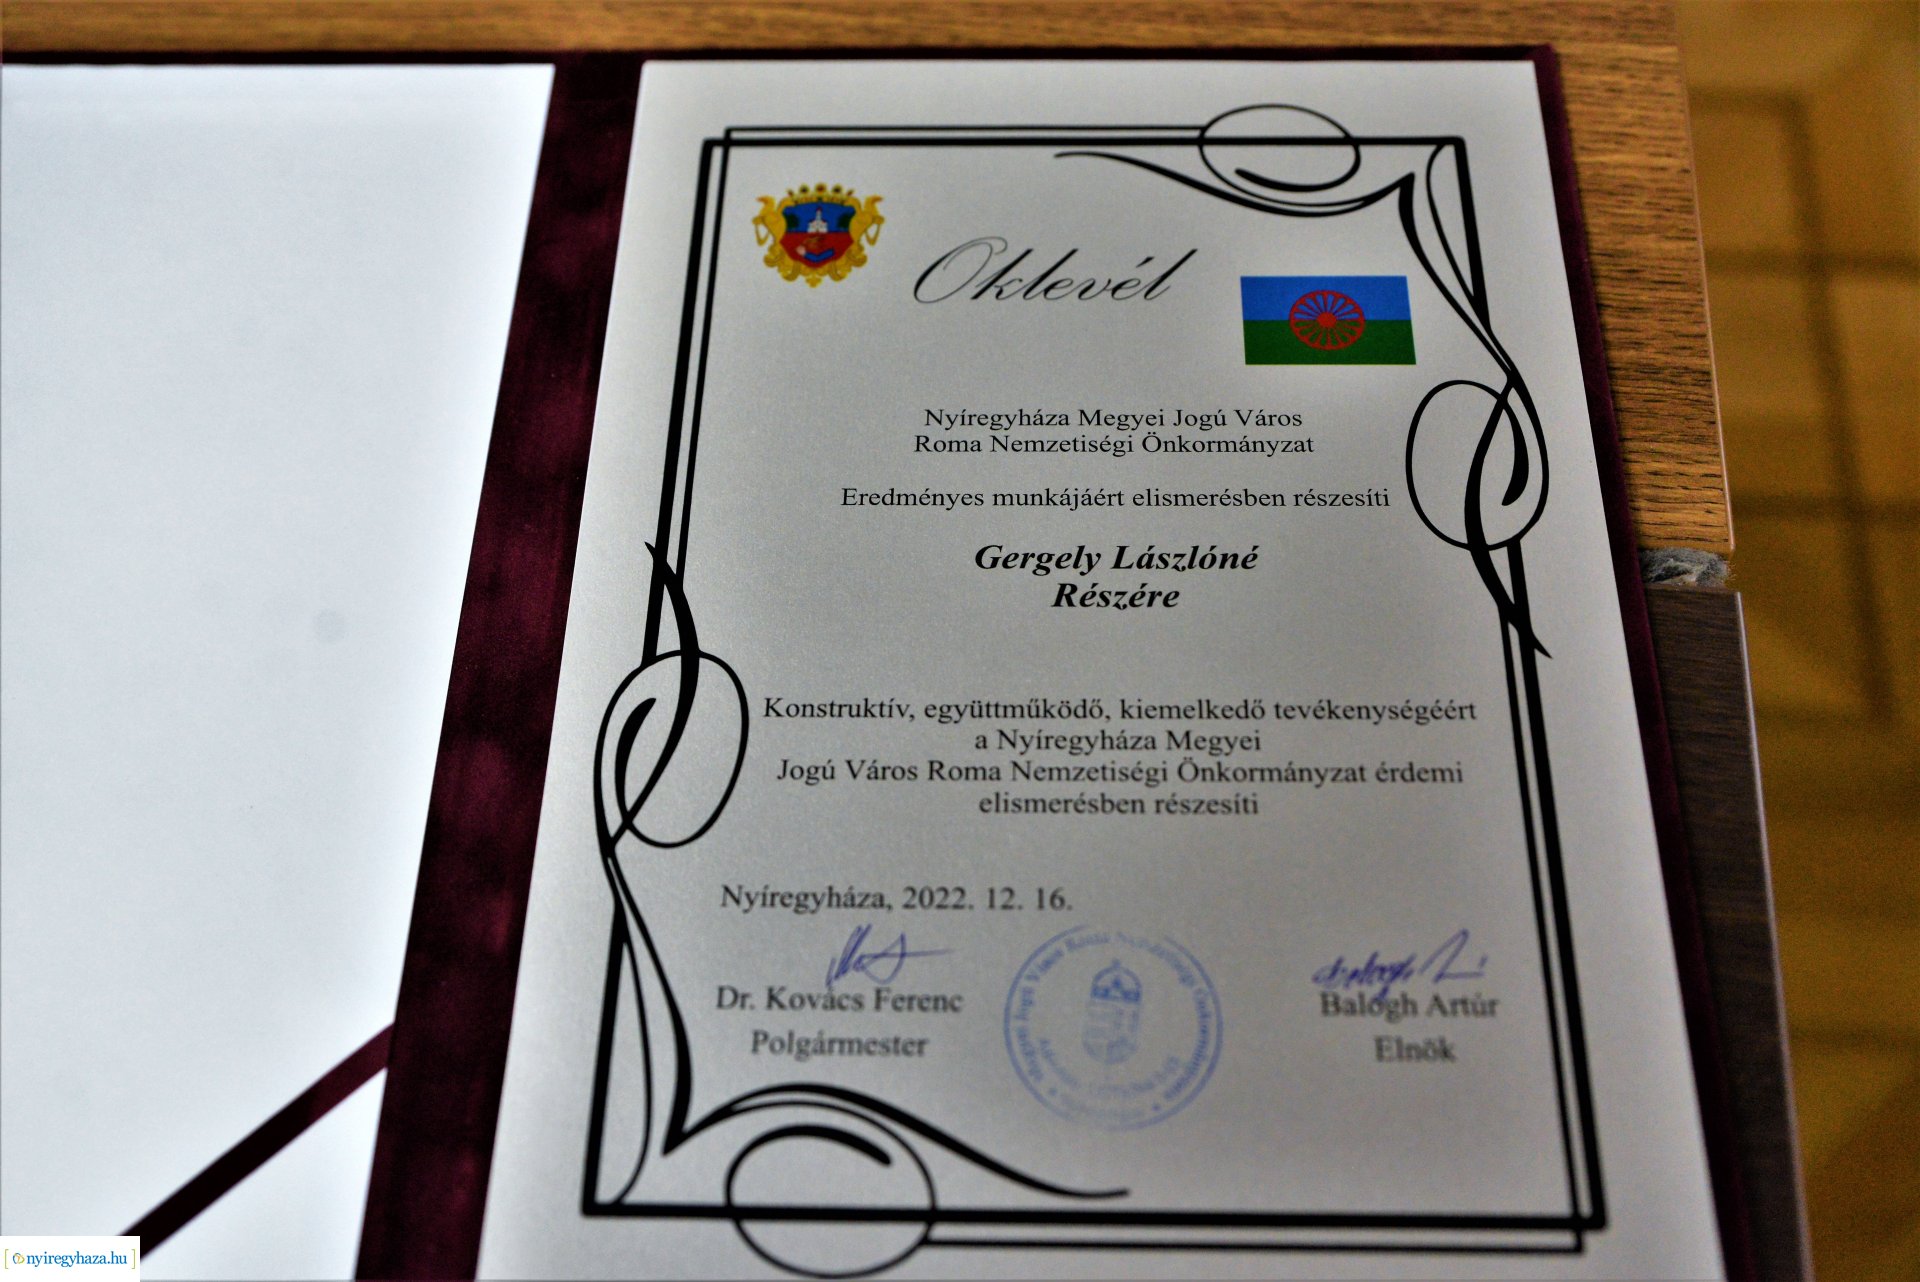 Oklevél
Nyíregyháza Megyei Jogú Város
Roma Nemzetiségi Önkormányzat
Eredményes munkájáért elismerésben részesíti
Gergely Lászlóné
Részére
Konstruktív, együttműködő, kiemelkedő tevékenységéért
a Nyíregyháza Megyei
Jogú Város Roma Nemzetiségi Önkormányzat érdemi
elismerésben részesíti
Nyíregyháza, 2022. 12. 16.
Dr. Kovács Ferenc
Polgármester
Balogh Artúr
Elnök
[nyiregyhaza.hu]